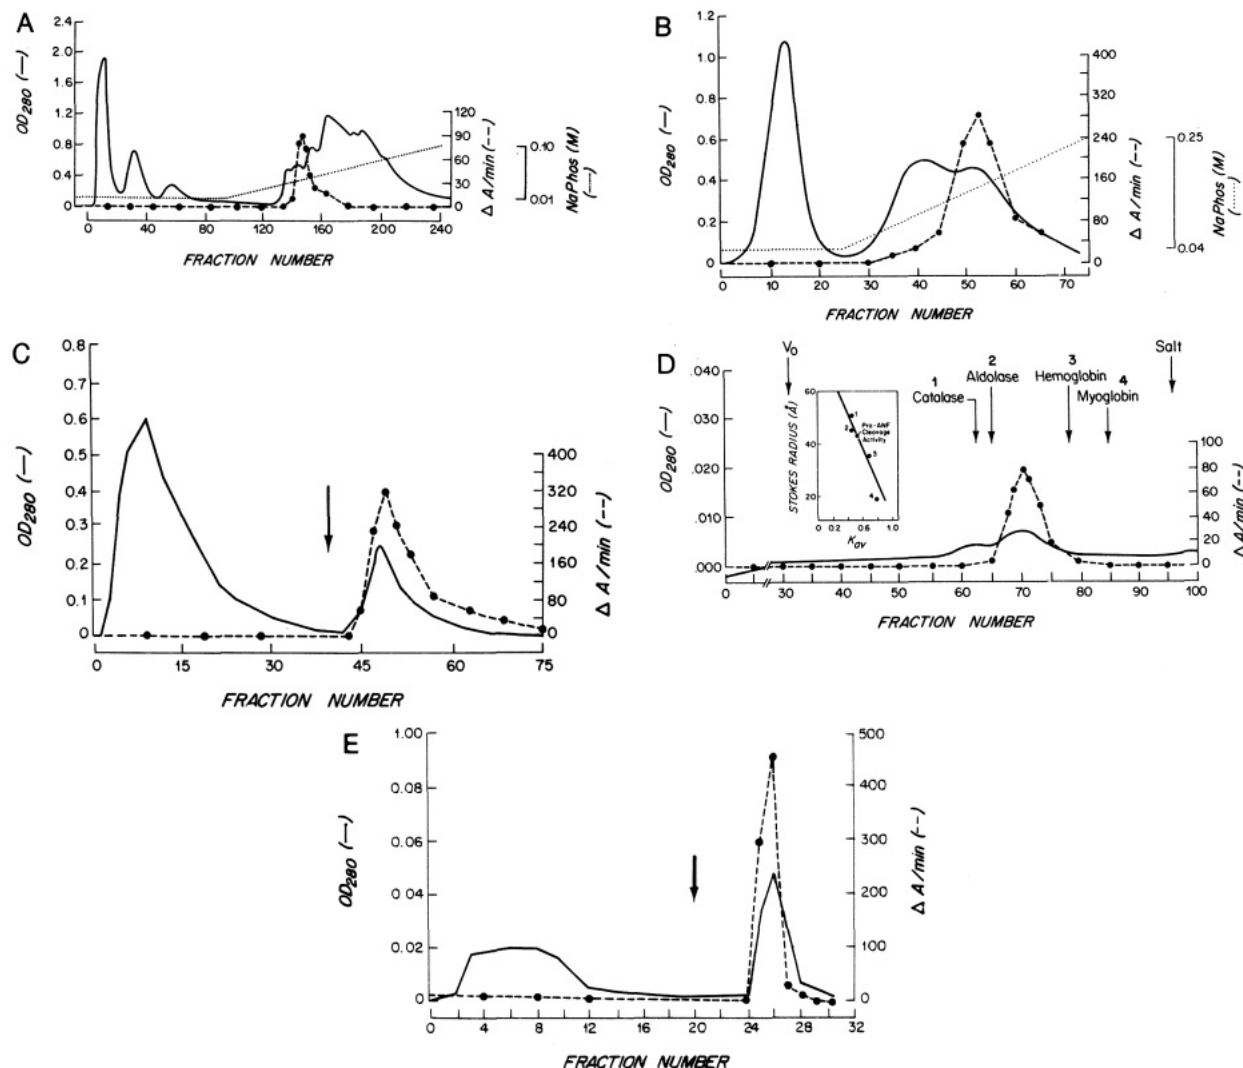 A
2.4
2.0
1.6
1.2
0.8
0.4
0
OD280 (—)
0 40 80 120 160 200 240
FRACTION NUMBER
120
90
60
30
0
Δ A/min (--)
0.10
0.01
NaPhos (M)
(.....)
B
1.2
1.0
0.8
0.6
0.4
0.2
0
OD280 (—)
0 10 20 30 40 50 60 70
FRACTION NUMBER
400
320
240
160
80
0
Δ A/min (--)
0.25
0.04
NaPhos (M)
(.....)
C
0.8
0.7
0.6
0.5
0.4
0.3
0.2
0.1
0
OD280 (—)
0 15 30 45 60 75
FRACTION NUMBER
400
320
240
160
80
0
Δ A/min (--)
D
.040
.030
.020
.010
.000
OD280 (—)
Vo
1
Catalase
2
Aldolase
3
Hemoglobin
4
Myoglobin
Salt
STOKES RADIUS (Å)
60
40
20
1
2
Pro-ANF
Cleavage
Activity
3
4
0.2 0.6 1.0
Kav
0 30 40 50 60 70 80 90 100
FRACTION NUMBER
100
80
60
40
20
0
Δ A/min (--)
E
1.00
0.08
0.06
0.04
0.02
0
OD280 (—)
0 4 8 12 16 20 24 28 32
FRACTION NUMBER
500
400
300
200
100
0
Δ A/min (--)